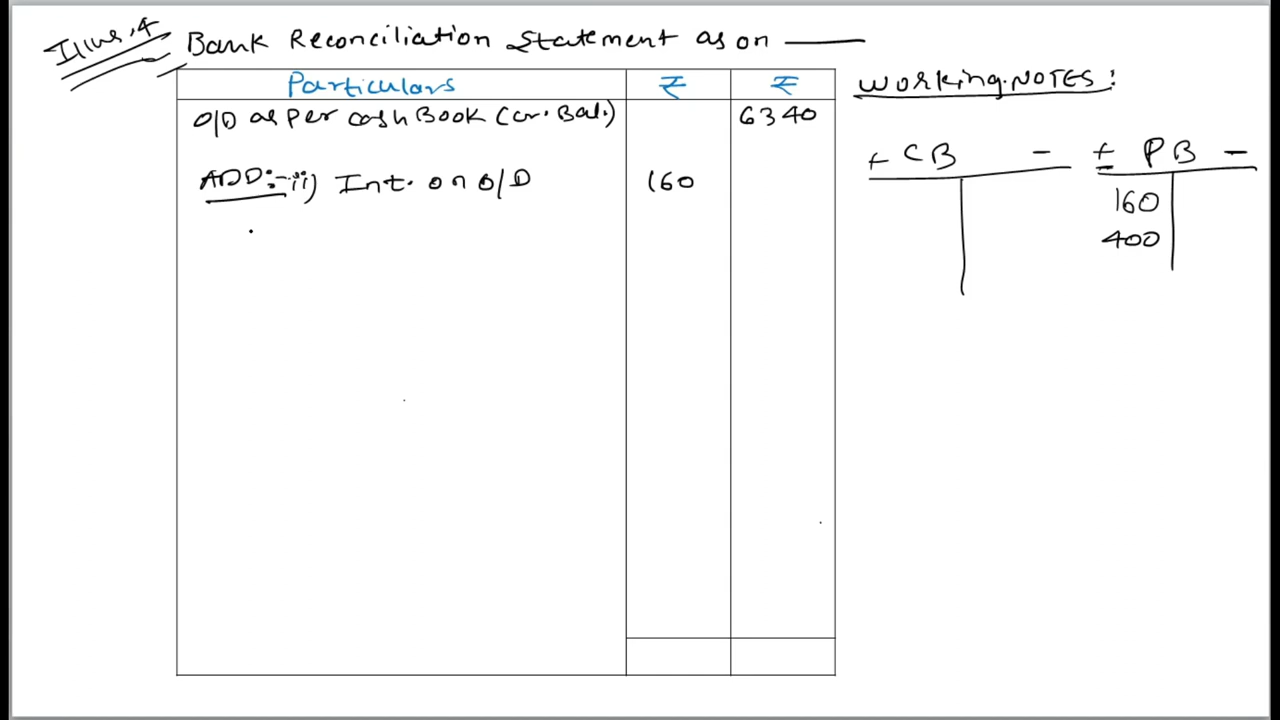 Illus.4
Bank Reconciliation Statement as on
Particulars ₹ ₹
O/D as Per cash Book (cr. Bal.) 6340
ADD:- ii) Int. on O/D 160
Working.NOTES:
+ CB -
+ PB -
160
400